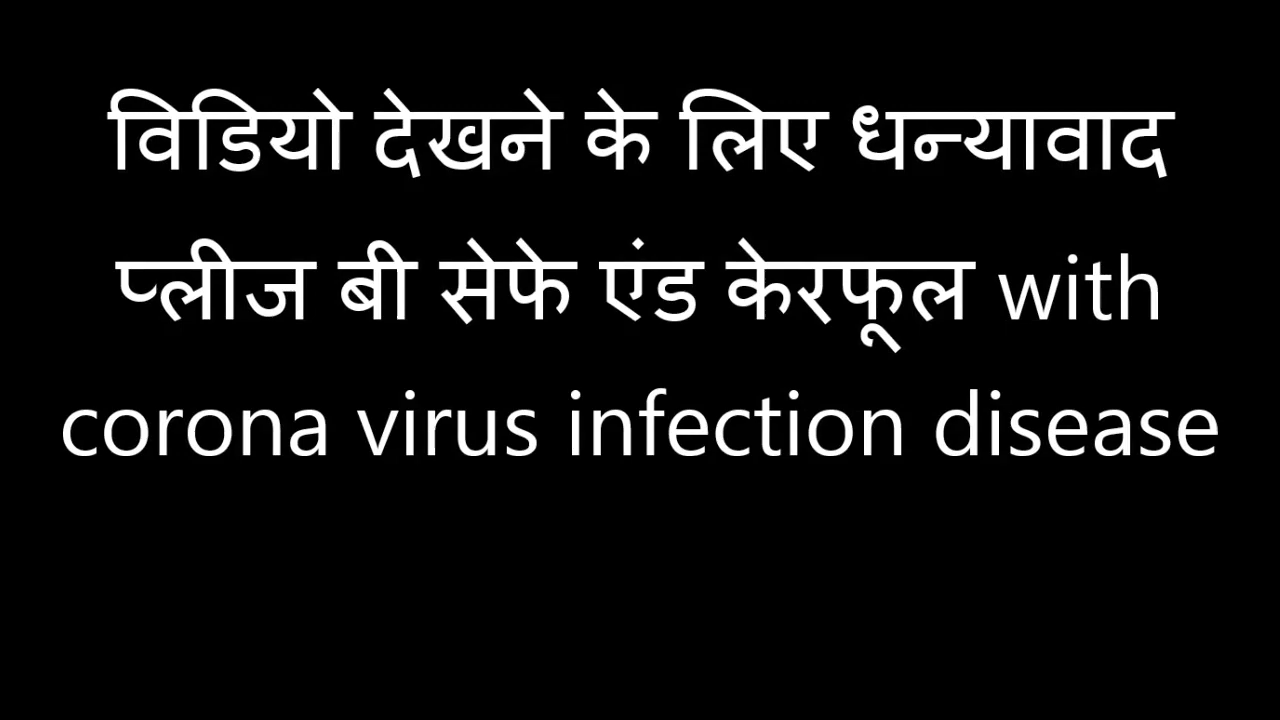 विडियो देखने के लिए धन्यावाद
प्लीज बी सेफे एंड केरफूल with
corona virus infection disease